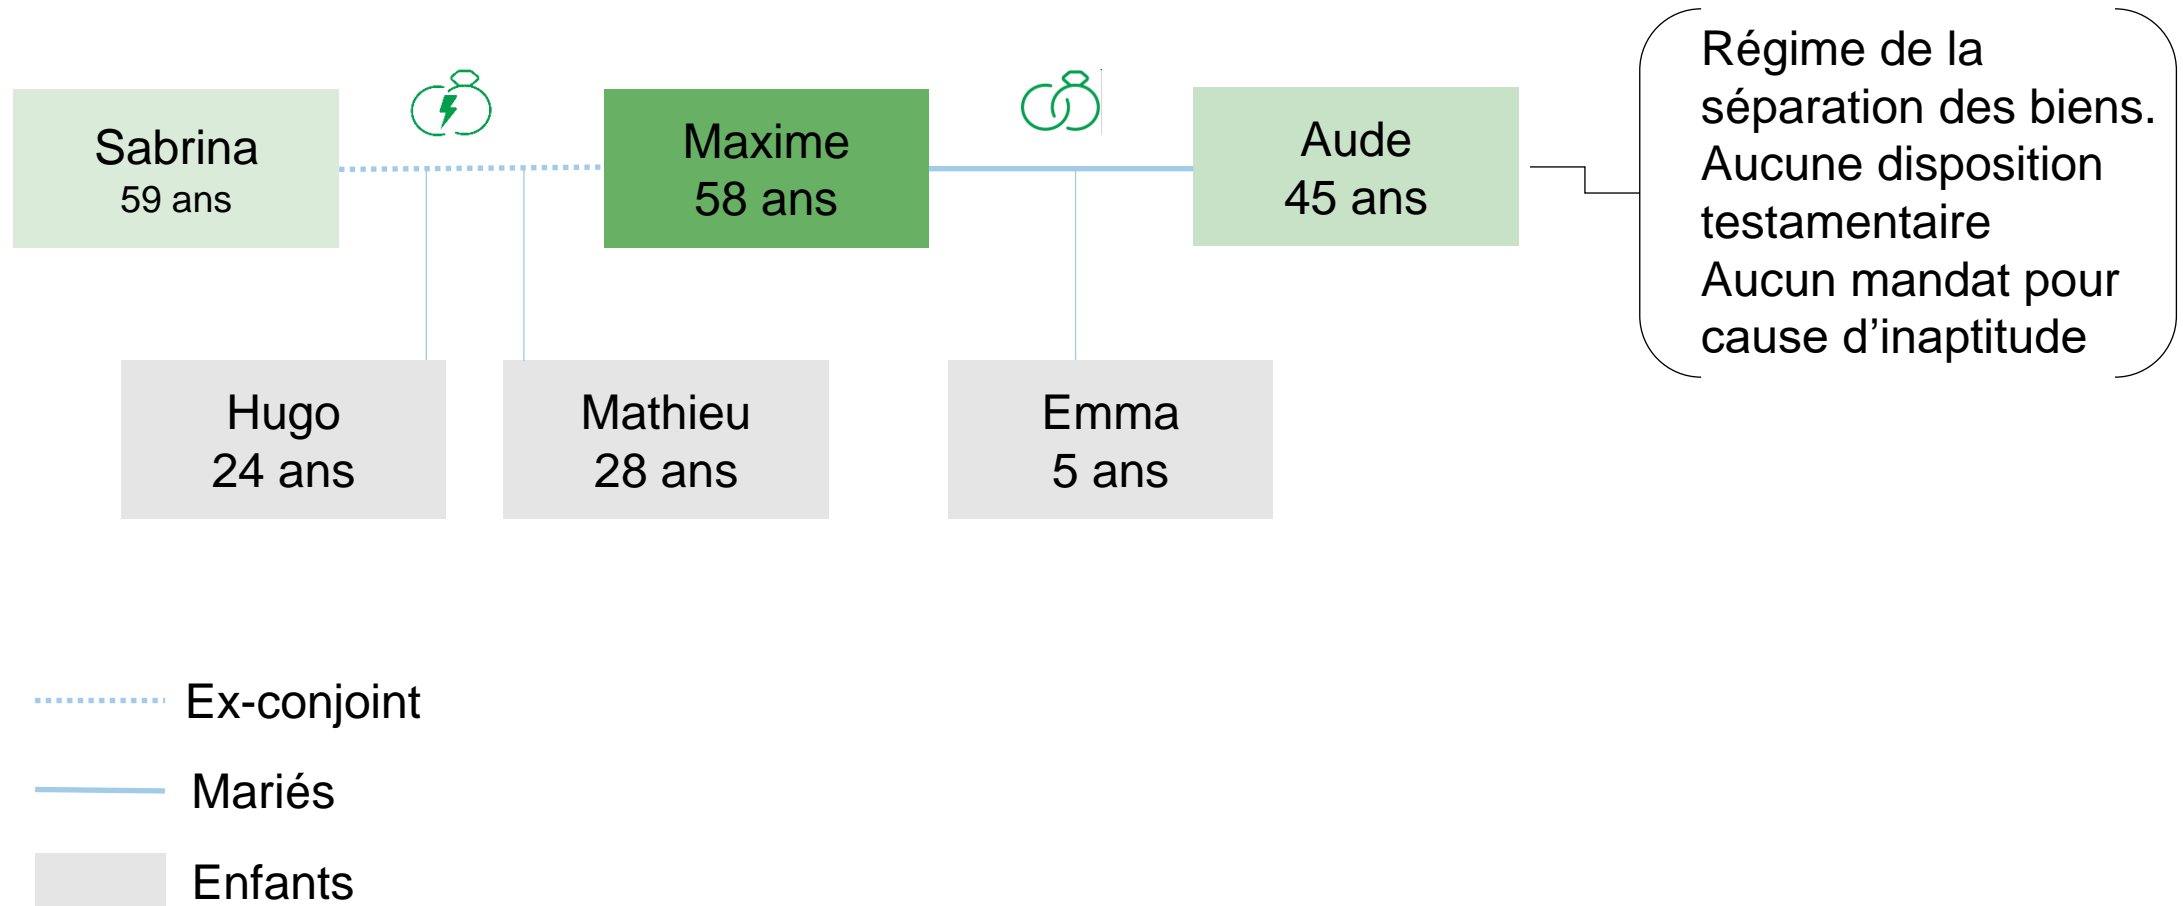 Sabrina
59 ans
Maxime
58 ans
Aude
45 ans
Régime de la
séparation des biens.
Aucune disposition
testamentaire
Aucun mandat pour
cause d’inaptitude
Hugo
24 ans
Mathieu
28 ans
Emma
5 ans
Ex-conjoint
Mariés
Enfants